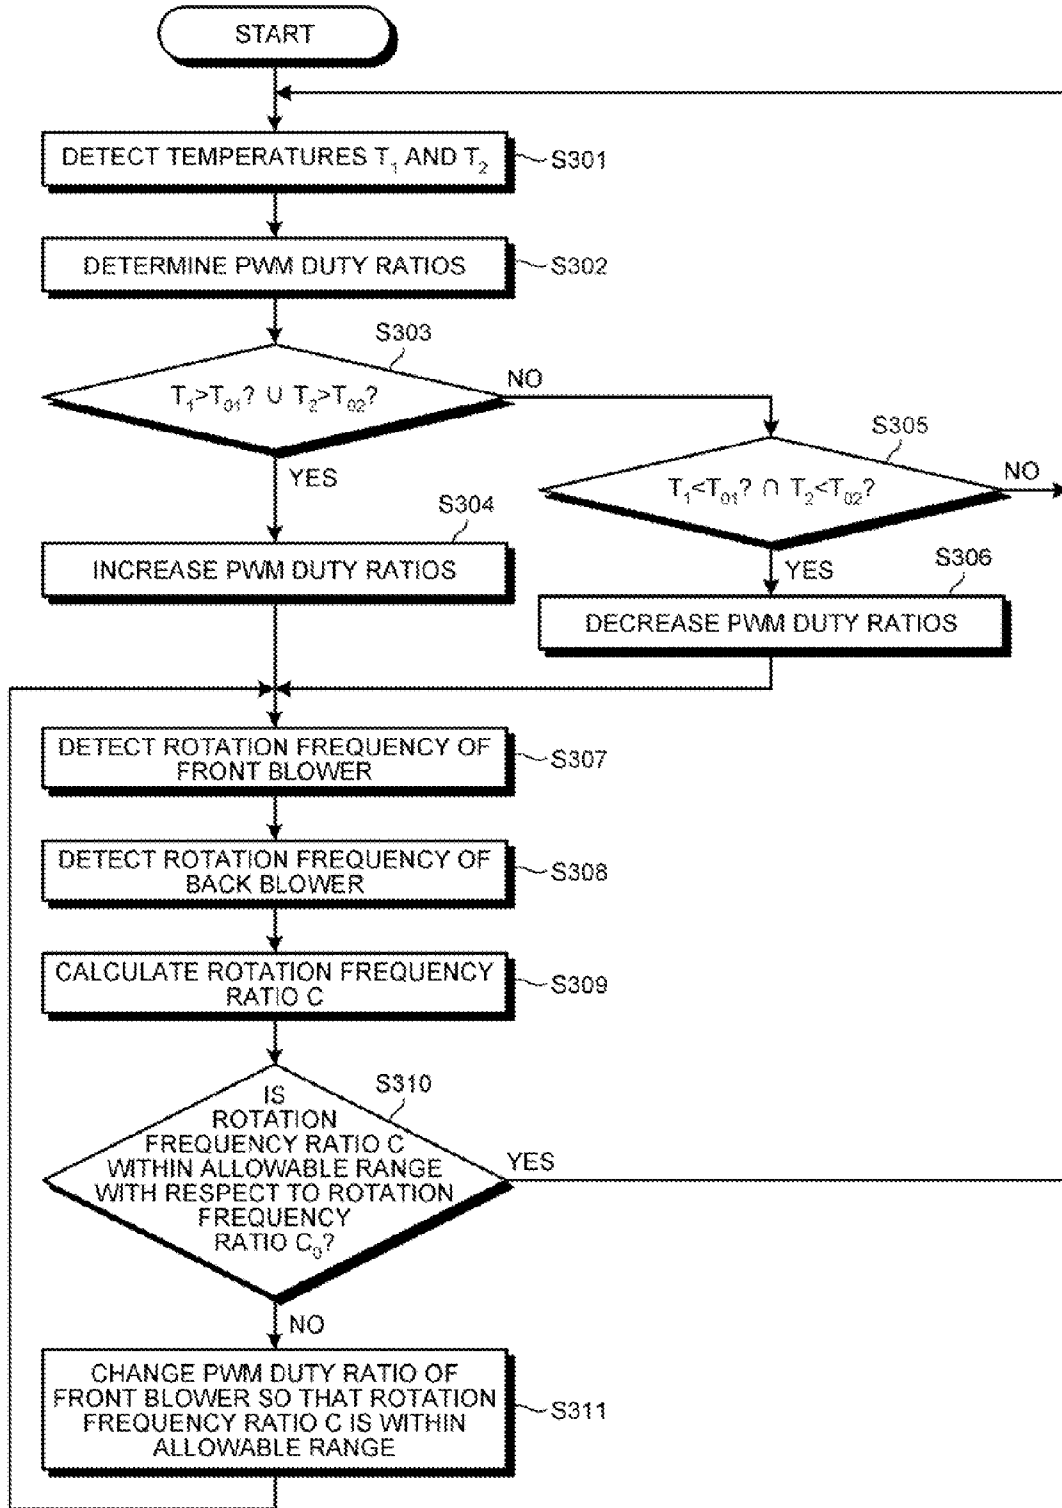 START
DETECT TEMPERATURES T₁ AND T₂
S301
DETERMINE PWM DUTY RATIOS
S302
S303
T₁>T₀₁? ∪ T₂>T₀₂?
NO
YES
S305
T₁<T₀₁? ∩ T₂<T₀₂?
NO
YES
S304
INCREASE PWM DUTY RATIOS
S306
DECREASE PWM DUTY RATIOS
DETECT ROTATION FREQUENCY OF
FRONT BLOWER
S307
DETECT ROTATION FREQUENCY OF
BACK BLOWER
S308
CALCULATE ROTATION FREQUENCY
RATIO C
S309
S310
IS
ROTATION
FREQUENCY RATIO C
WITHIN ALLOWABLE RANGE
WITH RESPECT TO ROTATION
FREQUENCY
RATIO C₀?
YES
NO
CHANGE PWM DUTY RATIO OF
FRONT BLOWER SO THAT ROTATION
FREQUENCY RATIO C IS WITHIN
ALLOWABLE RANGE
S311